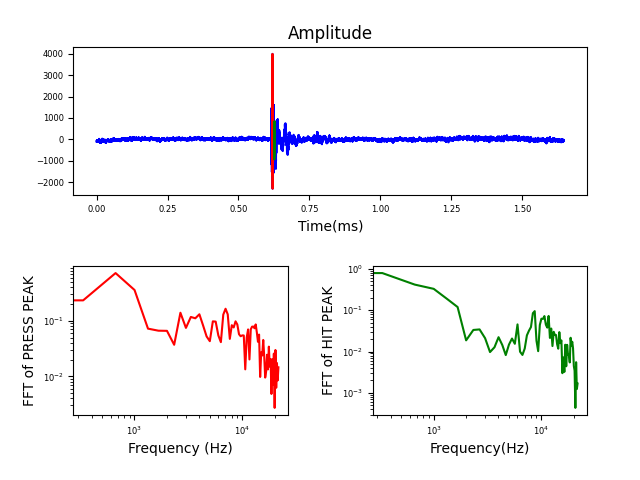 Amplitude
4000
3000
2000
1000
0
−1000
−2000
0.00 0.25 0.50 0.75 1.00 1.25 1.50
Time(ms)
FFT of PRESS PEAK
10⁻¹
10⁻²
10³ 10⁴
Frequency (Hz)
FFT of HIT PEAK
10⁰
10⁻¹
10⁻²
10⁻³
10³ 10⁴
Frequency(Hz)